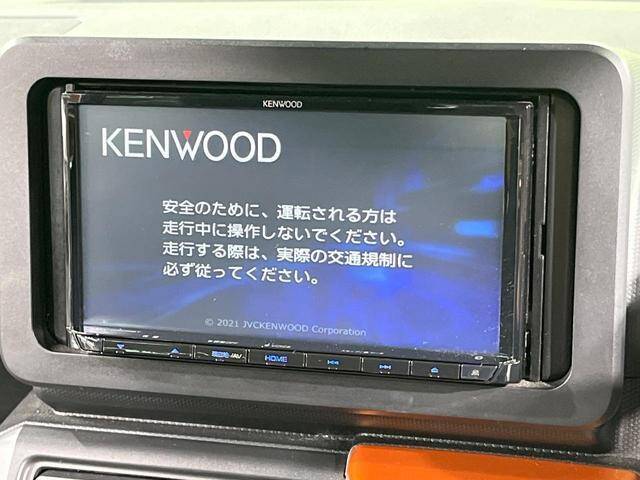 KENWOOD
KENWOOD
安全のために、運転される方は
走行中に操作しないでください。
走行する際は、実際の交通規制に
必ず従ってください。
© 2021 JVCKENWOOD Corporation
HOME